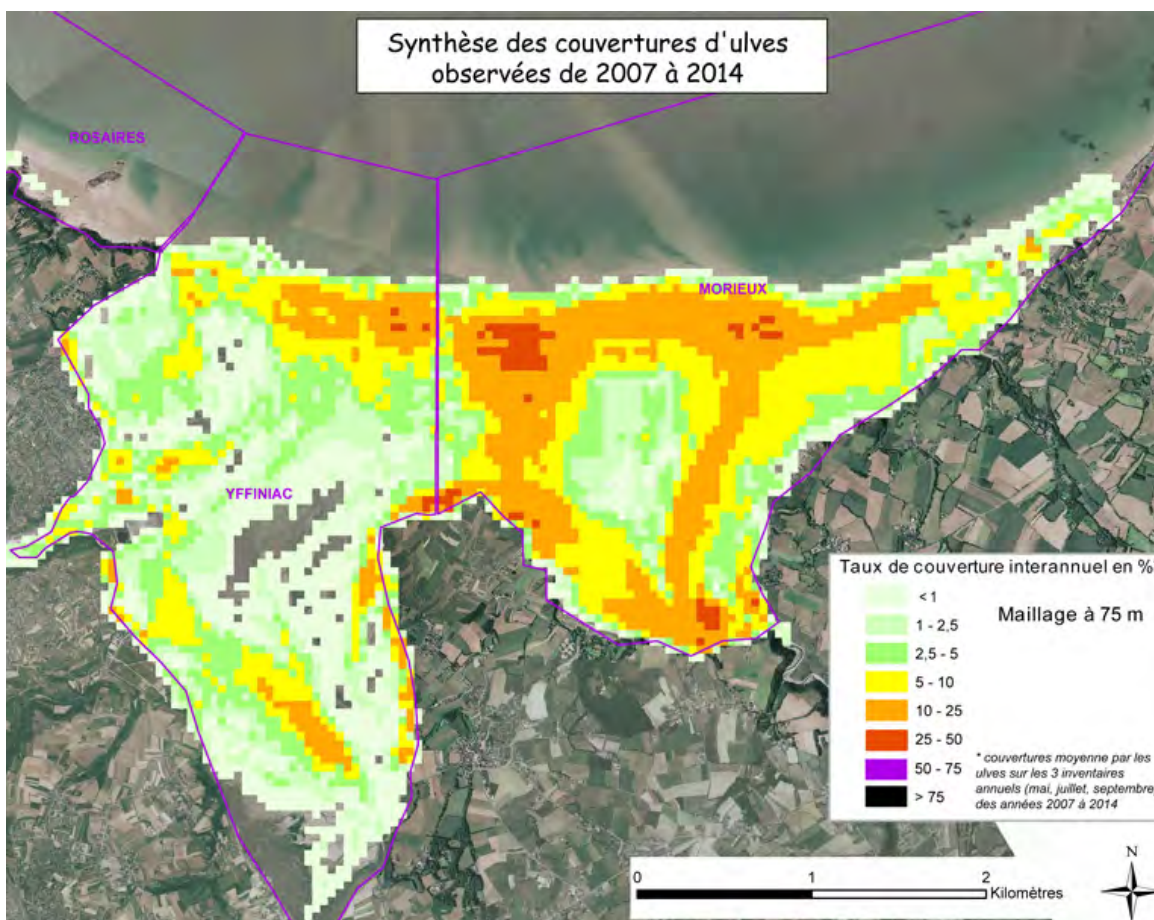 Synthèse des couvertures d'ulves
observées de 2007 à 2014
ROSAIRES
MORIEUX
YFFINIAC
Taux de couverture interannuel en %
< 1
Maillage à 75 m
1 - 2,5
2,5 - 5
5 - 10
10 - 25
25 - 50
50 - 75
> 75
* couvertures moyenne par les
ulves sur les 3 inventaires
annuels (mai, juillet, septembre)
des années 2007 à 2014
N
0 1 2
Kilomètres